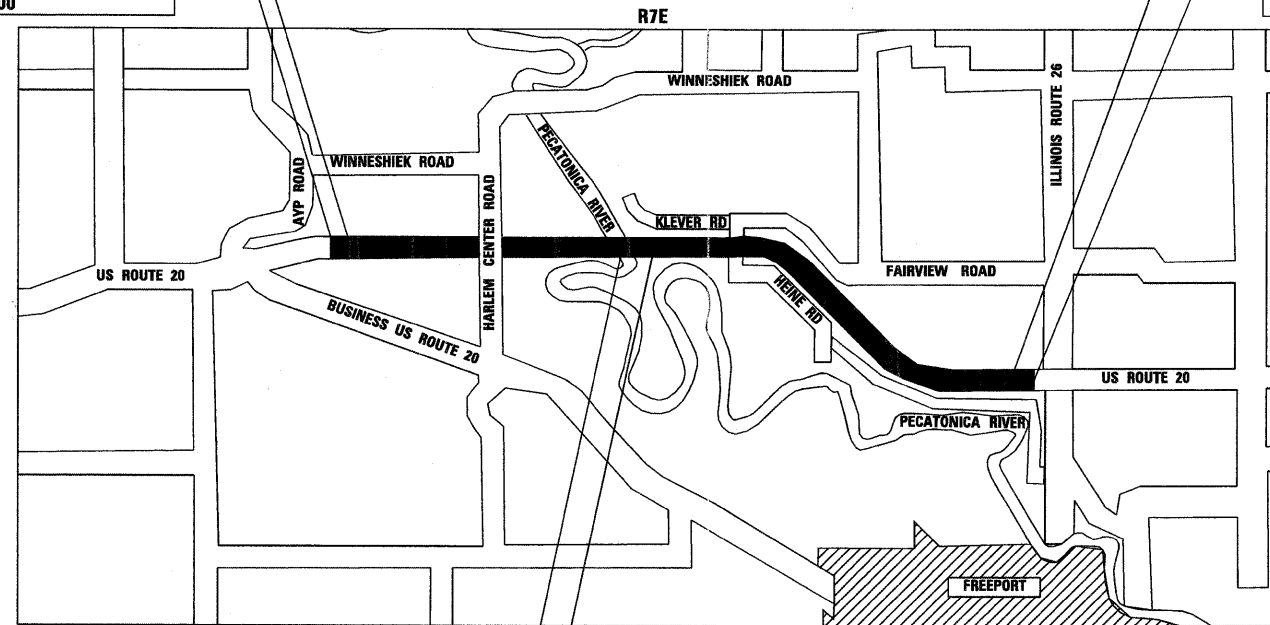 R7E
WINNESHIEK ROAD
ILLINOIS ROUTE 26
PECATONICA RIVER
WINNESHIEK ROAD
AYP ROAD
HARLEM CENTER ROAD
KLEVER RD
US ROUTE 20
FAIRVIEW ROAD
HEINE RD
BUSINESS US ROUTE 20
US ROUTE 20
PECATONICA RIVER
FREEPORT